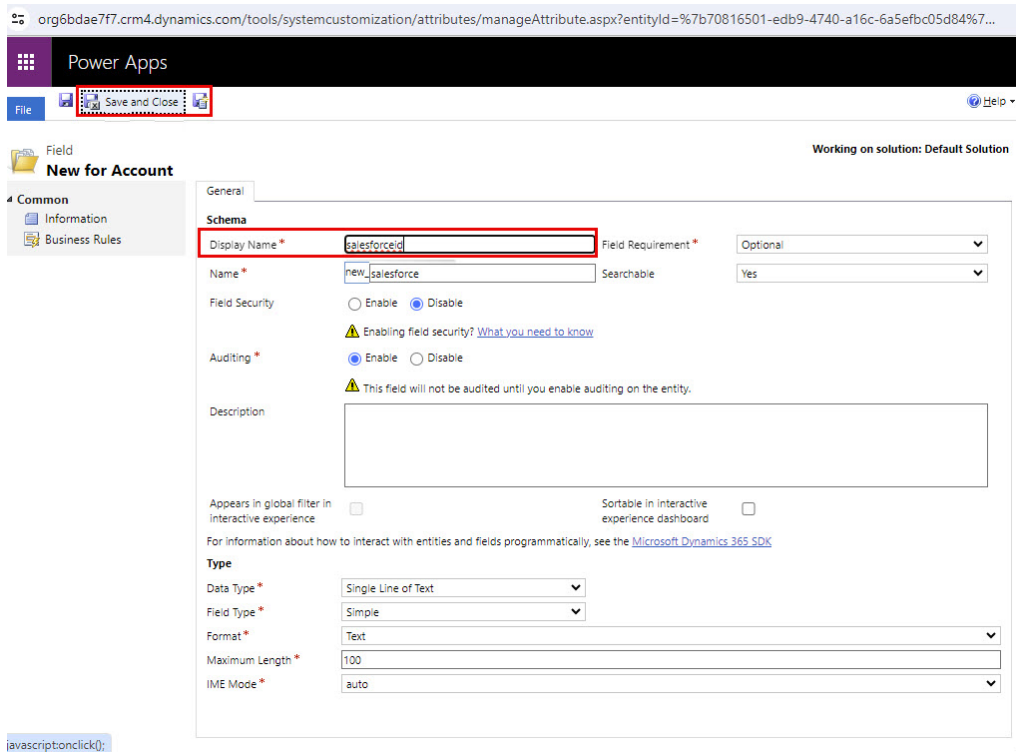 org6bdae7f7.crm4.dynamics.com/tools/systemcustomization/attributes/manageAttribute.aspx?entityId=%7b70816501-edb9-4740-a16c-6a5efbc05d84%7...
Power Apps
File Save and Close Help
Field
New for Account
Working on solution: Default Solution
Common
Information
Business Rules
General
Schema
Display Name * salesforceid Field Requirement * Optional
Name * new_ salesforce Searchable Yes
Field Security Enable Disable
Enabling field security? What you need to know
Auditing * Enable Disable
This field will not be audited until you enable auditing on the entity.
Description
Appears in global filter in
interactive experience
Sortable in interactive
experience dashboard
For information about how to interact with entities and fields programmatically, see the Microsoft Dynamics 365 SDK
Type
Data Type * Single Line of Text
Field Type * Simple
Format * Text
Maximum Length * 100
IME Mode * auto
javascript:onclick();